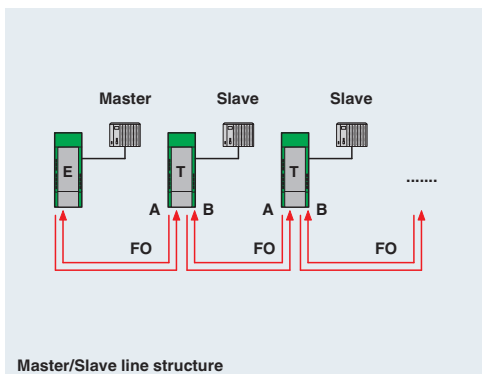 Master Slave Slave
E T T
.......
A B A B
FO FO FO
Master/Slave line structure